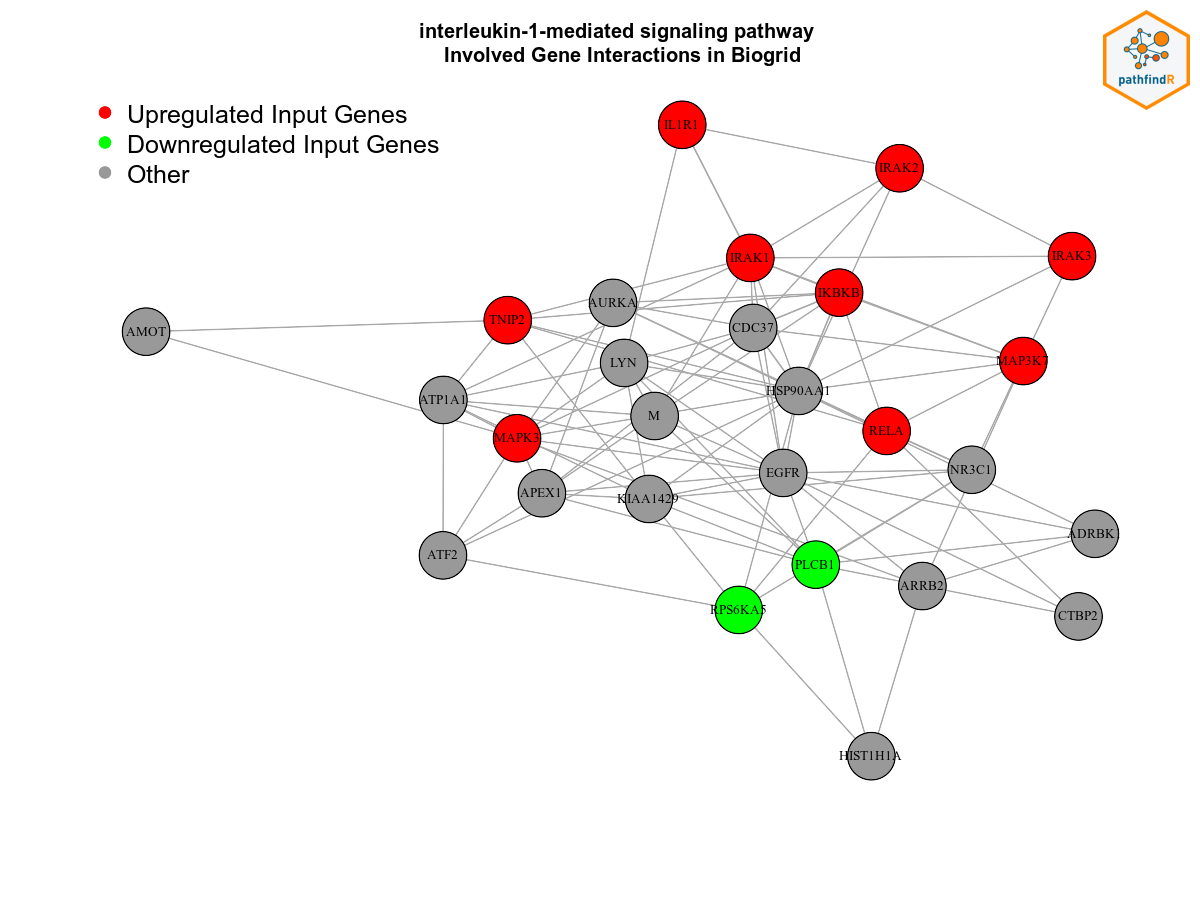 interleukin-1-mediated signaling pathway
Involved Gene Interactions in Biogrid
pathfindR
Upregulated Input Genes
Downregulated Input Genes
Other
IL1R1
IRAK2
IRAK1
IRAK3
IKBKB
AURKA
TNIP2
CDC37
AMOT
LYN
MAP3K7
HSP90AA1
ATP1A1
M
MAPK3
RELA
NR3C1
EGFR
APEX1
KIAA1429
ADRBK1
ATF2
PLCB1
ARRB2
RPS6KA5
CTBP2
HIST1H1A